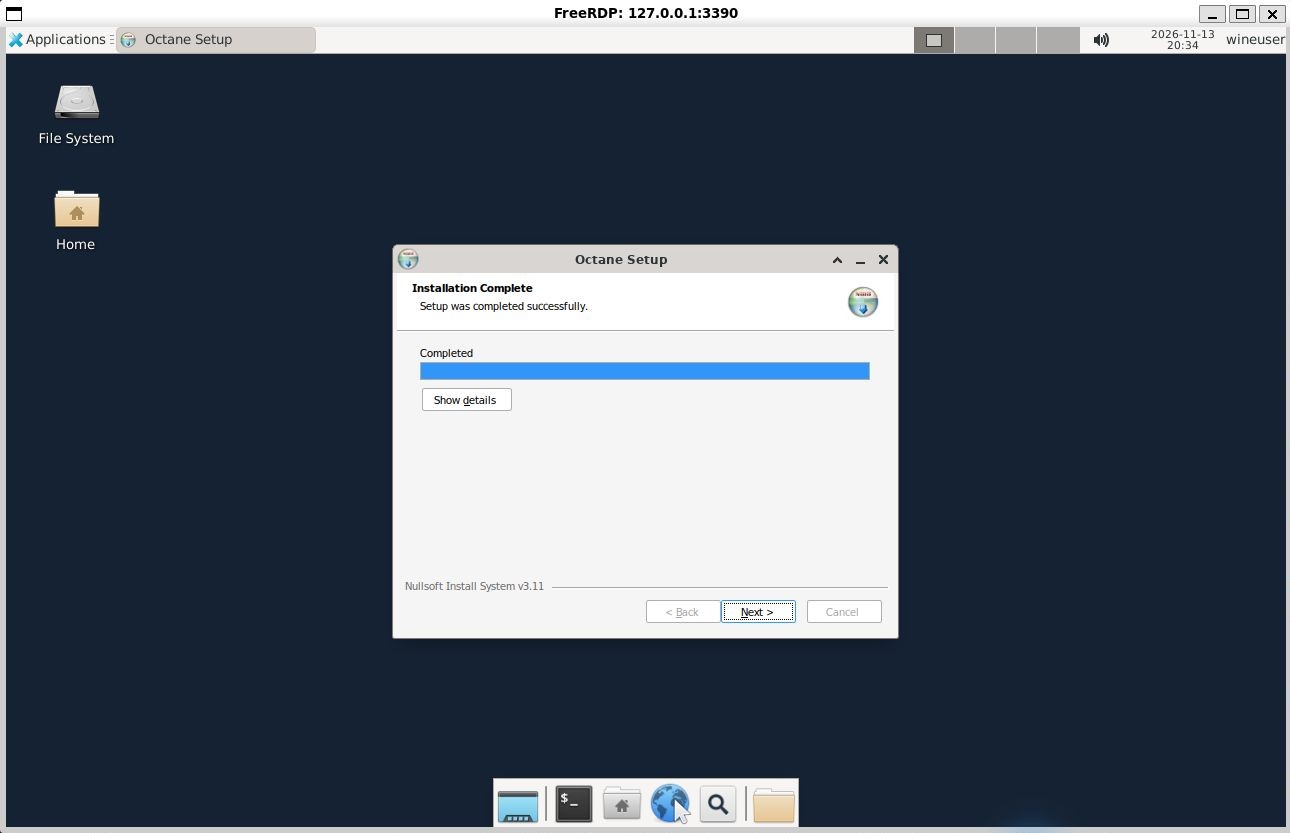 FreeRDP: 127.0.0.1:3390
Applications
Octane Setup
2026-11-13
20:34
wineuser
File System
Home
Octane Setup
Installation Complete
Setup was completed successfully.
Completed
Show details
Nullsoft Install System v3.11
< Back
Next >
Cancel
$_